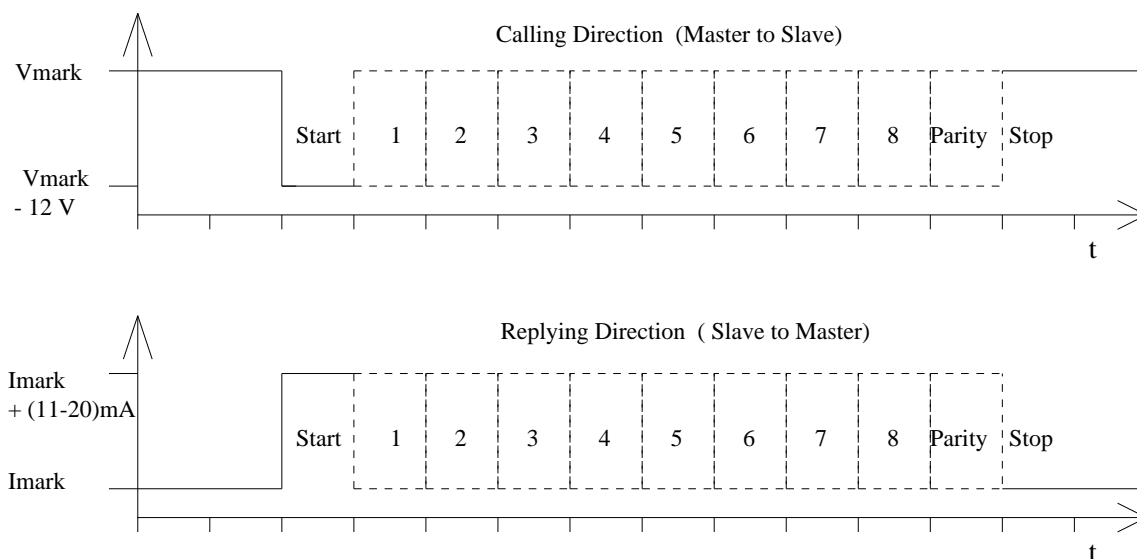 Calling Direction (Master to Slave)
Vmark
Start 1 2 3 4 5 6 7 8 Parity Stop
Vmark
- 12 V
t
Replying Direction ( Slave to Master)
Imark
+ (11-20)mA
Start 1 2 3 4 5 6 7 8 Parity Stop
Imark
t